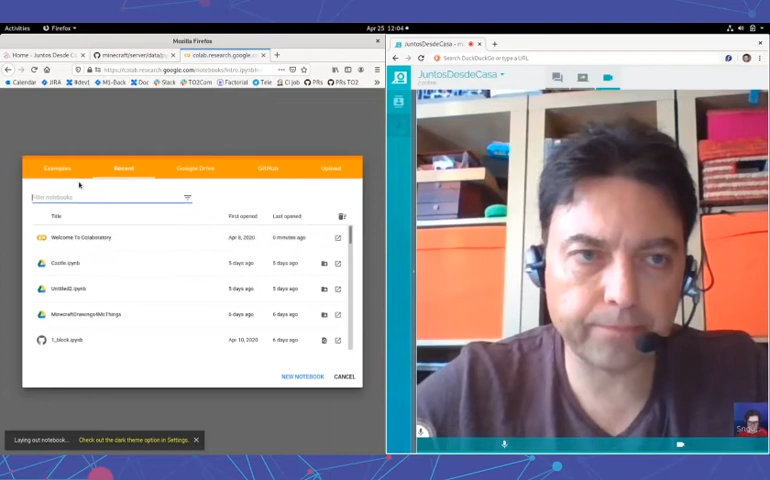 Activities Firefox Apr 25 12:04
Mozilla Firefox
Home - Juntos Desde C minecraft/server/data/p colab.research.google.c
https://colab.research.google.com/notebooks/intro.ipynb
Calendar JIRA M1-Back Doc Slack TO2Com Factorial Tele Ci job PRs PRs TO2
Examples Recent Google Drive GitHub Upload
Filter notebooks
Title First opened Last opened
Welcome To Colaboratory Apr 8, 2020 6 minutes ago
Castle.ipynb 5 days ago 5 days ago
Untitled2.ipynb 5 days ago 5 days ago
MinecraftDrawings4McThings 6 days ago 6 days ago
1_block.ipynb Apr 10, 2020 6 days ago
NEW NOTEBOOK CANCEL
Laying out notebook... Check out the dark theme option in Settings.
JuntosDesdeCasa
Search DuckDuckGo or type a URL
JuntosDesdeCasa